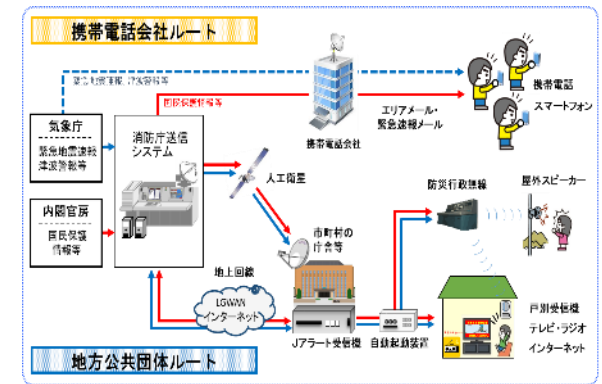 携帯電話会社ルート
緊急地震速報、津波警報等
国民保護情報等
気象庁
緊急地震速報
津波警報等
消防庁送信
システム
携帯電話会社
エリアメール・
緊急速報メール
携帯電話
スマートフォン
内閣官房
国民保護
情報等
人工衛星
防災行政無線
屋外スピーカー
市町村の
庁舎等
地上回線
LGWAN
インターネット
Jアラート受信機
自動起動装置
戸別受信機
テレビ・ラジオ
インターネット
地方公共団体ルート